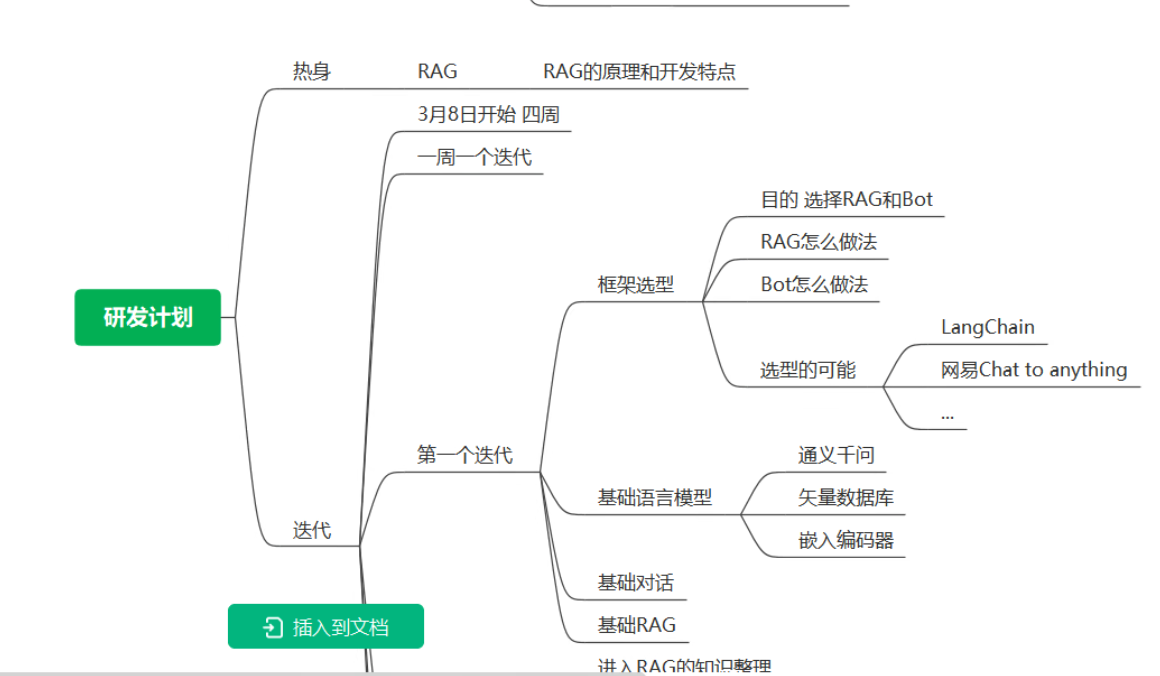 热身
RAG
RAG的原理和开发特点
3月8日开始 四周
一周一个迭代
目的 选择RAG和Bot
RAG怎么做法
框架选型
Bot怎么做法
研发计划
LangChain
选型的可能
网易Chat to anything
...
第一个迭代
通义千问
基础语言模型
矢量数据库
迭代
嵌入编码器
基础对话
插入到文档
基础RAG
进入RAG的知识整理